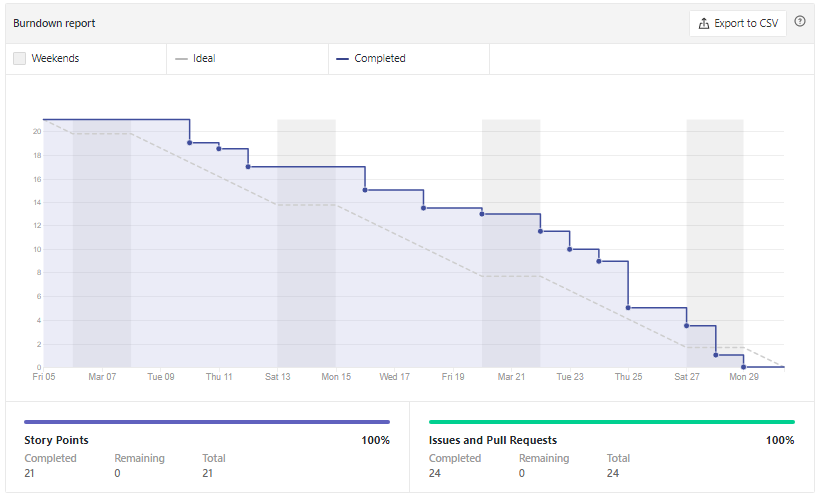 Burndown report
Export to CSV
Weekends
Ideal
Completed
20
18
16
14
12
10
8
6
4
2
0
Fri 05 Mar 07 Tue 09 Thu 11 Sat 13 Mon 15 Wed 17 Fri 19 Mar 21 Tue 23 Thu 25 Sat 27 Mon 29
Story Points 100%
Completed Remaining Total
21 0 21
Issues and Pull Requests 100%
Completed Remaining Total
24 0 24